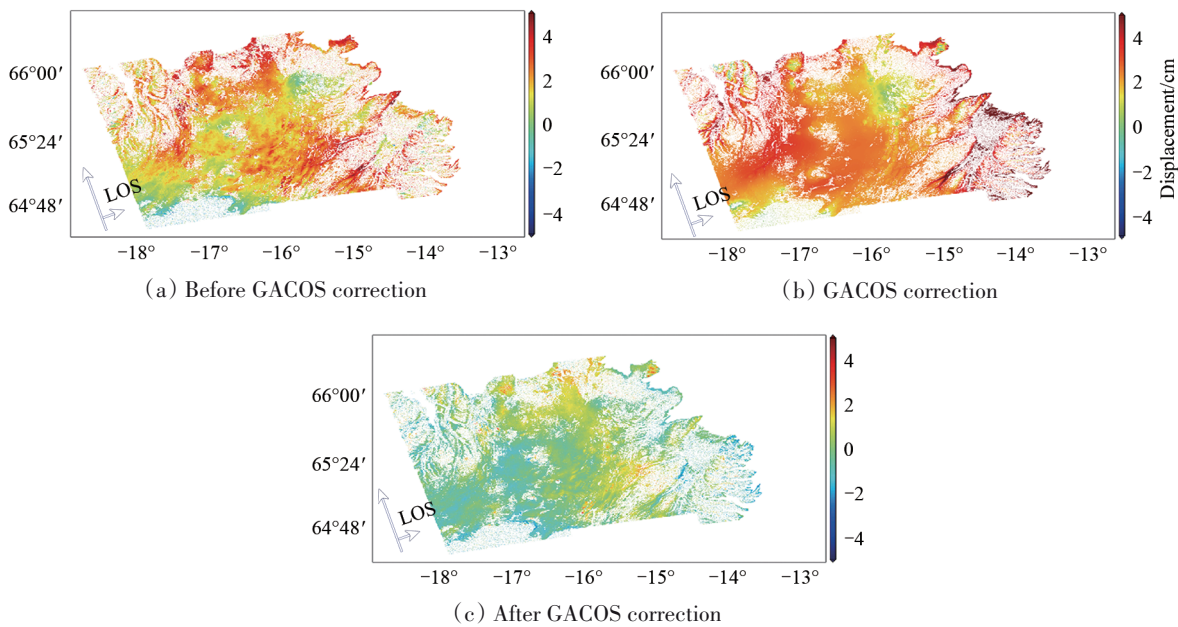 4
2
0
−2
−4
66°00′
65°24′
64°48′
LOS
−18° −17° −16° −15° −14° −13°
(a) Before GACOS correction
4
2
0
−2
−4
Displacement/cm
66°00′
65°24′
64°48′
LOS
−18° −17° −16° −15° −14° −13°
(b) GACOS correction
4
2
0
−2
−4
66°00′
65°24′
64°48′
LOS
−18° −17° −16° −15° −14° −13°
(c) After GACOS correction